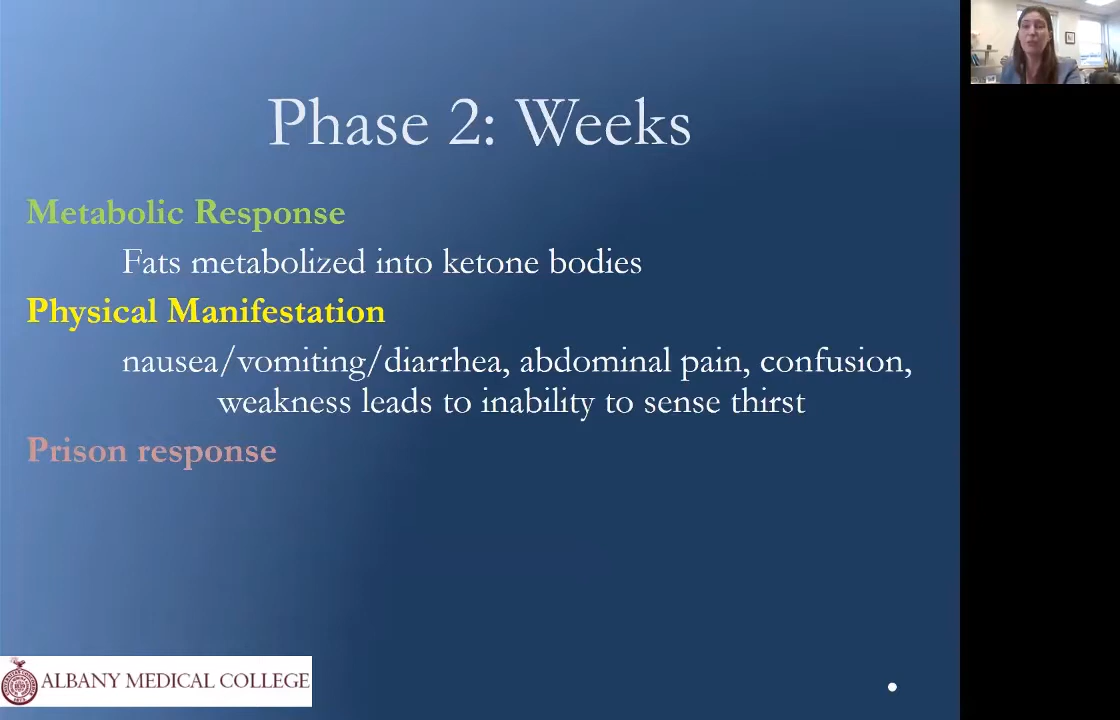 Phase 2: Weeks
Metabolic Response
Fats metabolized into ketone bodies
Physical Manifestation
nausea/vomiting/diarrhea, abdominal pain, confusion,
weakness leads to inability to sense thirst
Prison response
ALBANY MEDICAL COLLEGE